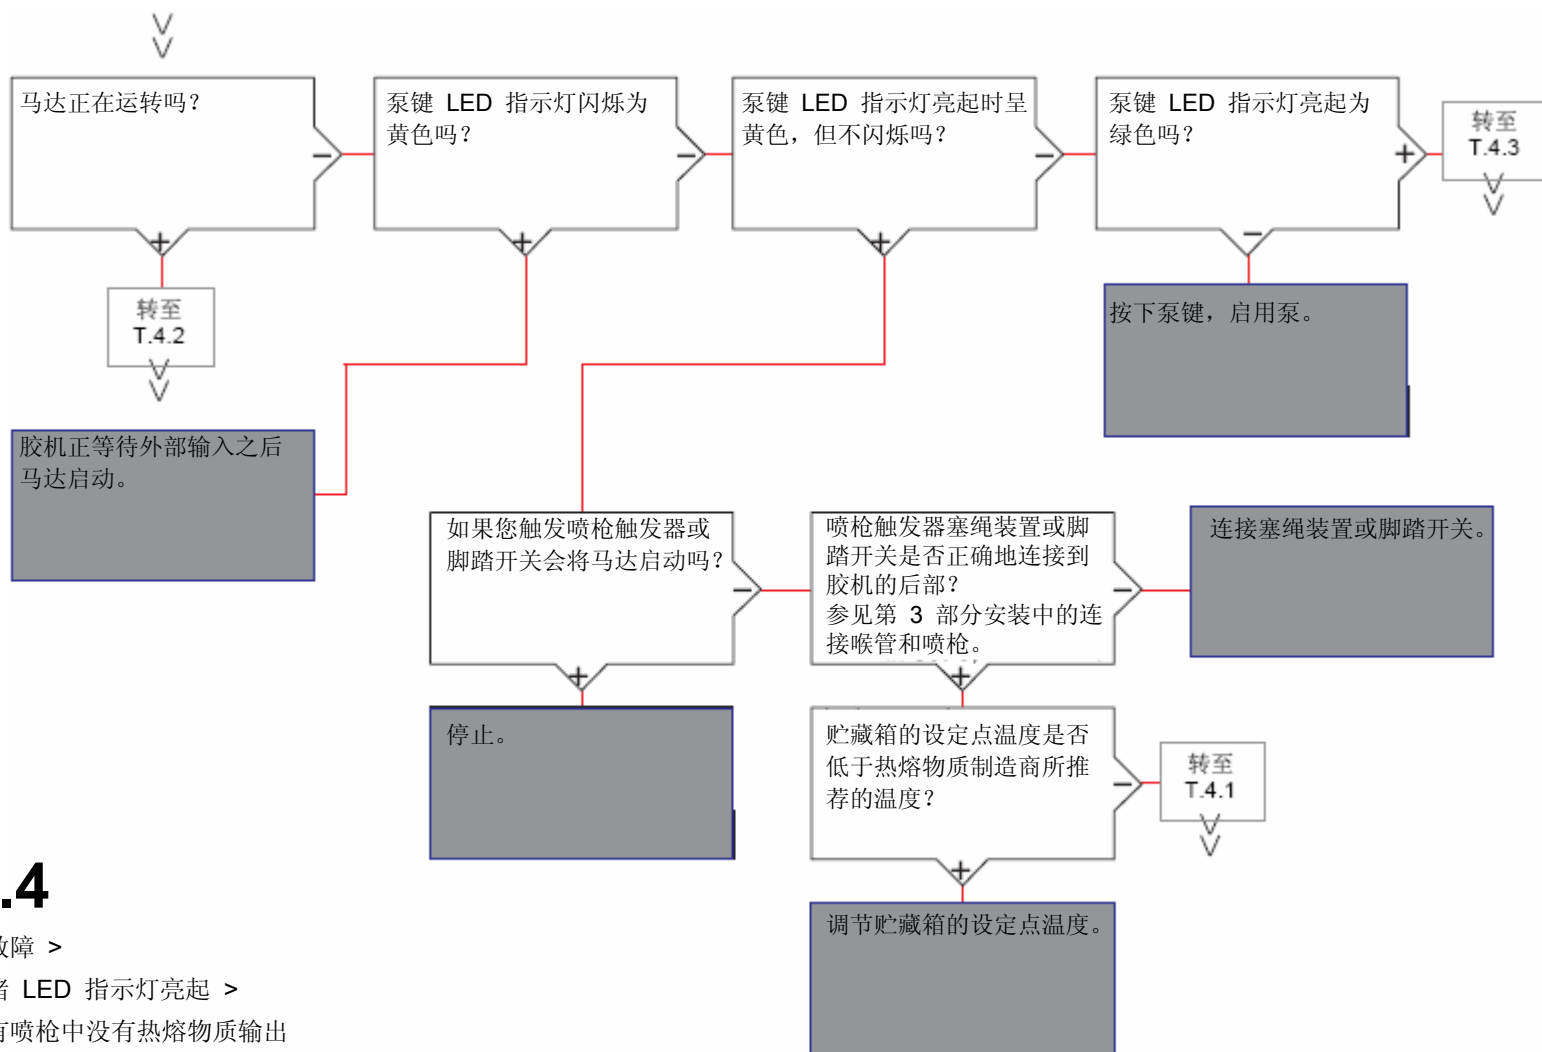 马达正在运转吗？
泵键 LED 指示灯闪烁为
黄色吗？
泵键 LED 指示灯亮起时呈
黄色，但不闪烁吗？
泵键 LED 指示灯亮起为
绿色吗？
转至
T.4.3
转至
T.4.2
按下泵键，启用泵。
胶机正等待外部输入之后
马达启动。
如果您触发喷枪触发器或
脚踏开关会将马达启动吗？
喷枪触发器塞绳装置或脚
踏开关是否正确地连接到
胶机的后部？
参见第 3 部分安装中的连
接喉管和喷枪。
连接塞绳装置或脚踏开关。
停止。
贮藏箱的设定点温度是否
低于热熔物质制造商所推
荐的温度？
转至
T.4.1
调节贮藏箱的设定点温度。
.4
障 >
LED 指示灯亮起 >
喷枪中没有热熔物质输出